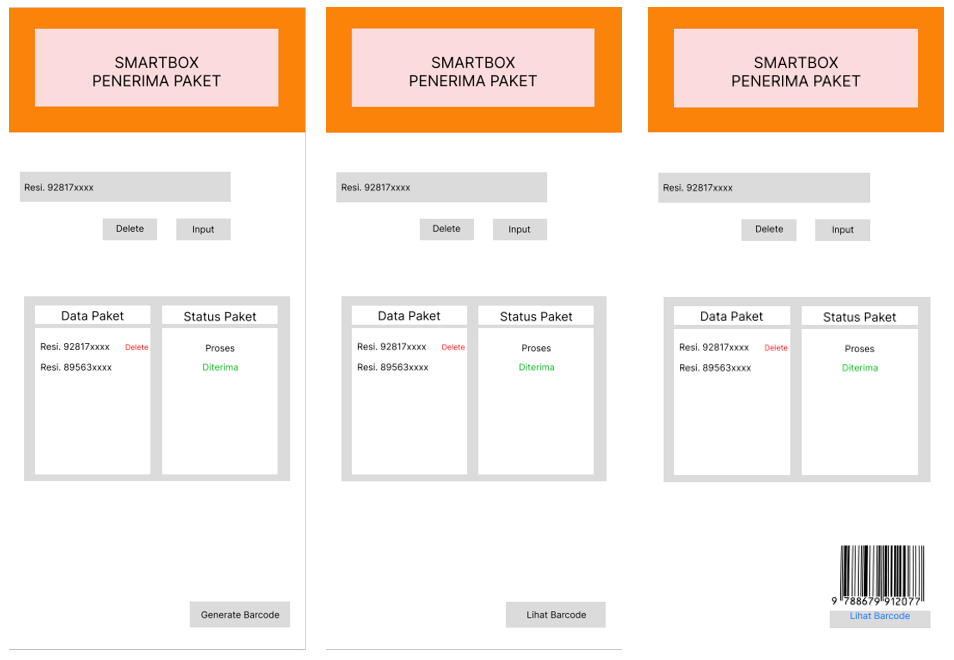 SMARTBOX
PENERIMA PAKET
Resi. 92817xxxx
Delete
Input
Data Paket
Status Paket
Resi. 92817xxxx
Delete
Proses
Resi. 89563xxxx
Diterima
Generate Barcode
SMARTBOX
PENERIMA PAKET
Resi. 92817xxxx
Delete
Input
Data Paket
Status Paket
Resi. 92817xxxx
Delete
Proses
Resi. 89563xxxx
Diterima
Lihat Barcode
SMARTBOX
PENERIMA PAKET
Resi. 92817xxxx
Delete
Input
Data Paket
Status Paket
Resi. 92817xxxx
Delete
Proses
Resi. 89563xxxx
Diterima
9 788679 912077
Lihat Barcode